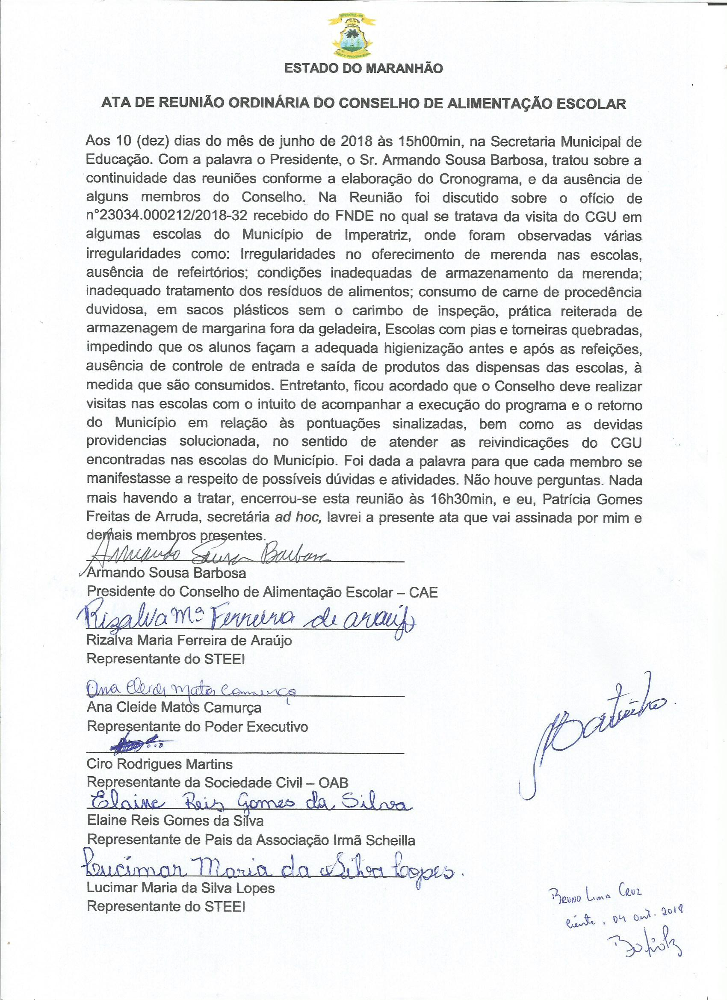 ESTADO DO MARANHÃO
ATA DE REUNIÃO ORDINÁRIA DO CONSELHO DE ALIMENTAÇÃO ESCOLAR
Aos 10 (dez) dias do mês de junho de 2018 às 15h00min, na Secretaria Municipal de
Educação. Com a palavra o Presidente, o Sr. Armando Sousa Barbosa, tratou sobre a
continuidade das reuniões conforme a elaboração do Cronograma, e da ausência de
alguns membros do Conselho. Na Reunião foi discutido sobre o ofício de
n°23034.000212/2018-32 recebido do FNDE no qual se tratava da visita do CGU em
algumas escolas do Município de Imperatriz, onde foram observadas várias
irregularidades como: Irregularidades no oferecimento de merenda nas escolas,
ausência de refeirtórios; condições inadequadas de armazenamento da merenda;
inadequado tratamento dos resíduos de alimentos; consumo de carne de procedência
duvidosa, em sacos plásticos sem o carimbo de inspeção, prática reiterada de
armazenagem de margarina fora da geladeira, Escolas com pias e torneiras quebradas,
impedindo que os alunos façam a adequada higienização antes e após as refeições,
ausência de controle de entrada e saída de produtos das dispensas das escolas, à
medida que são consumidos. Entretanto, ficou acordado que o Conselho deve realizar
visitas nas escolas com o intuito de acompanhar a execução do programa e o retorno
do Município em relação às pontuações sinalizadas, bem como as devidas
providencias solucionada, no sentido de atender as reivindicações do CGU
encontradas nas escolas do Município. Foi dada a palavra para que cada membro se
manifestasse a respeito de possíveis dúvidas e atividades. Não houve perguntas. Nada
mais havendo a tratar, encerrou-se esta reunião às 16h30min, e eu, Patrícia Gomes
Freitas de Arruda, secretária ad hoc, lavrei a presente ata que vai assinada por mim e
demais membros presentes.
Armando Sousa Barbosa
Armando Sousa Barbosa
Presidente do Conselho de Alimentação Escolar – CAE
Rizalva Mª Ferreira de Araújo
Rizalva Maria Ferreira de Araújo
Representante do STEEI
Ana Cleide Matos Camurça
Ana Cleide Matos Camurça
Representante do Poder Executivo
Ciro Rodrigues Martins
Representante da Sociedade Civil – OAB
Elaine Reis Gomes da Silva
Elaine Reis Gomes da Silva
Representante de Pais da Associação Irmã Scheilla
Lucimar Maria da Silva Lopes.
Lucimar Maria da Silva Lopes
Representante do STEEI
Bruno Lima Cruz
Ciente. 04 out. 2018